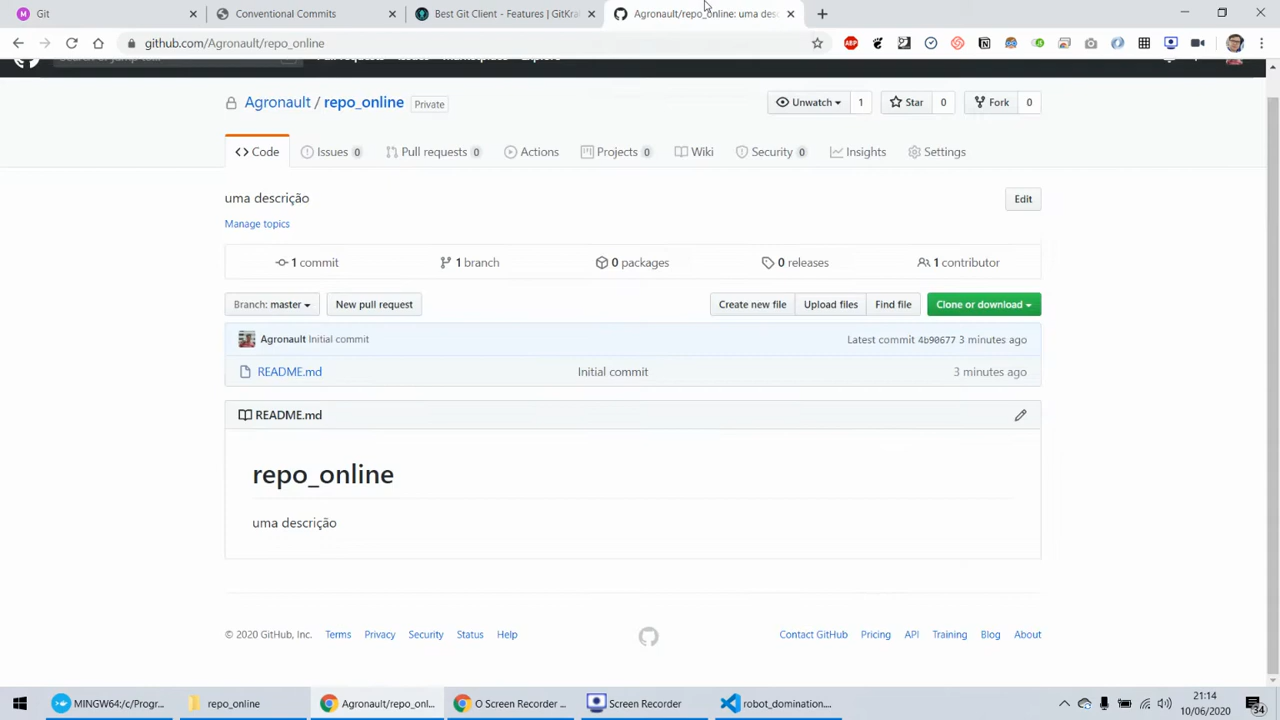 Git
Conventional Commits
Best Git Client - Features | GitKra
Agronault/repo_online: uma desc
github.com/Agronault/repo_online
Agronault / repo_online
Private
Unwatch
1
Star
0
Fork
0
Code
Issues 0
Pull requests 0
Actions
Projects 0
Wiki
Security 0
Insights
Settings
uma descrição
Edit
Manage topics
1 commit
1 branch
0 packages
0 releases
1 contributor
Branch: master
New pull request
Create new file
Upload files
Find file
Clone or download
Agronault Initial commit
Latest commit 4b90677 3 minutes ago
README.md
Initial commit
3 minutes ago
README.md
repo_online
uma descrição
© 2020 GitHub, Inc.
Terms
Privacy
Security
Status
Help
Contact GitHub
Pricing
API
Training
Blog
About
MINGW64:/c/Progr...
repo_online
Agronault/repo_onl...
O Screen Recorder ...
Screen Recorder
robot_domination....
21:14
10/06/2020
34